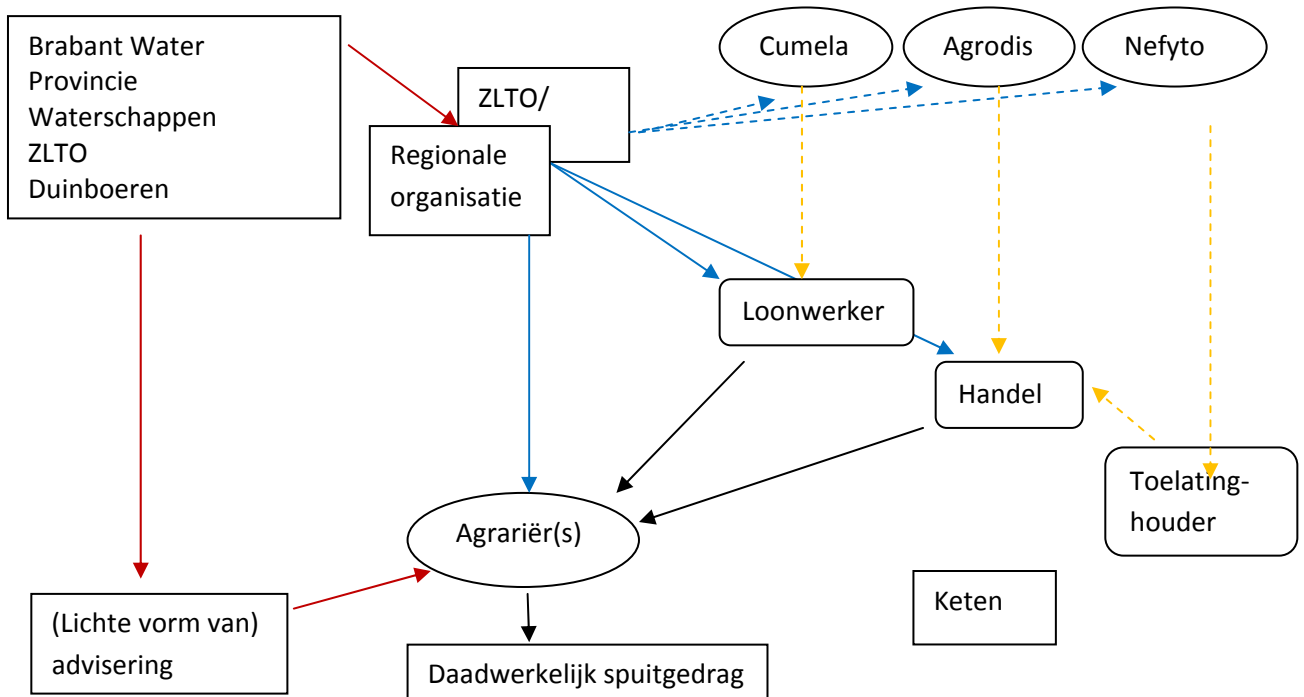 Brabant Water
Provincie
Waterschappen
ZLTO
Duinboeren
ZLTO/
Regionale
organisatie
Cumela
Agrodis
Nefyto
Loonwerker
Handel
Toelating-
houder
Agrariër(s)
Keten
(Lichte vorm van)
advisering
Daadwerkelijk spuitgedrag